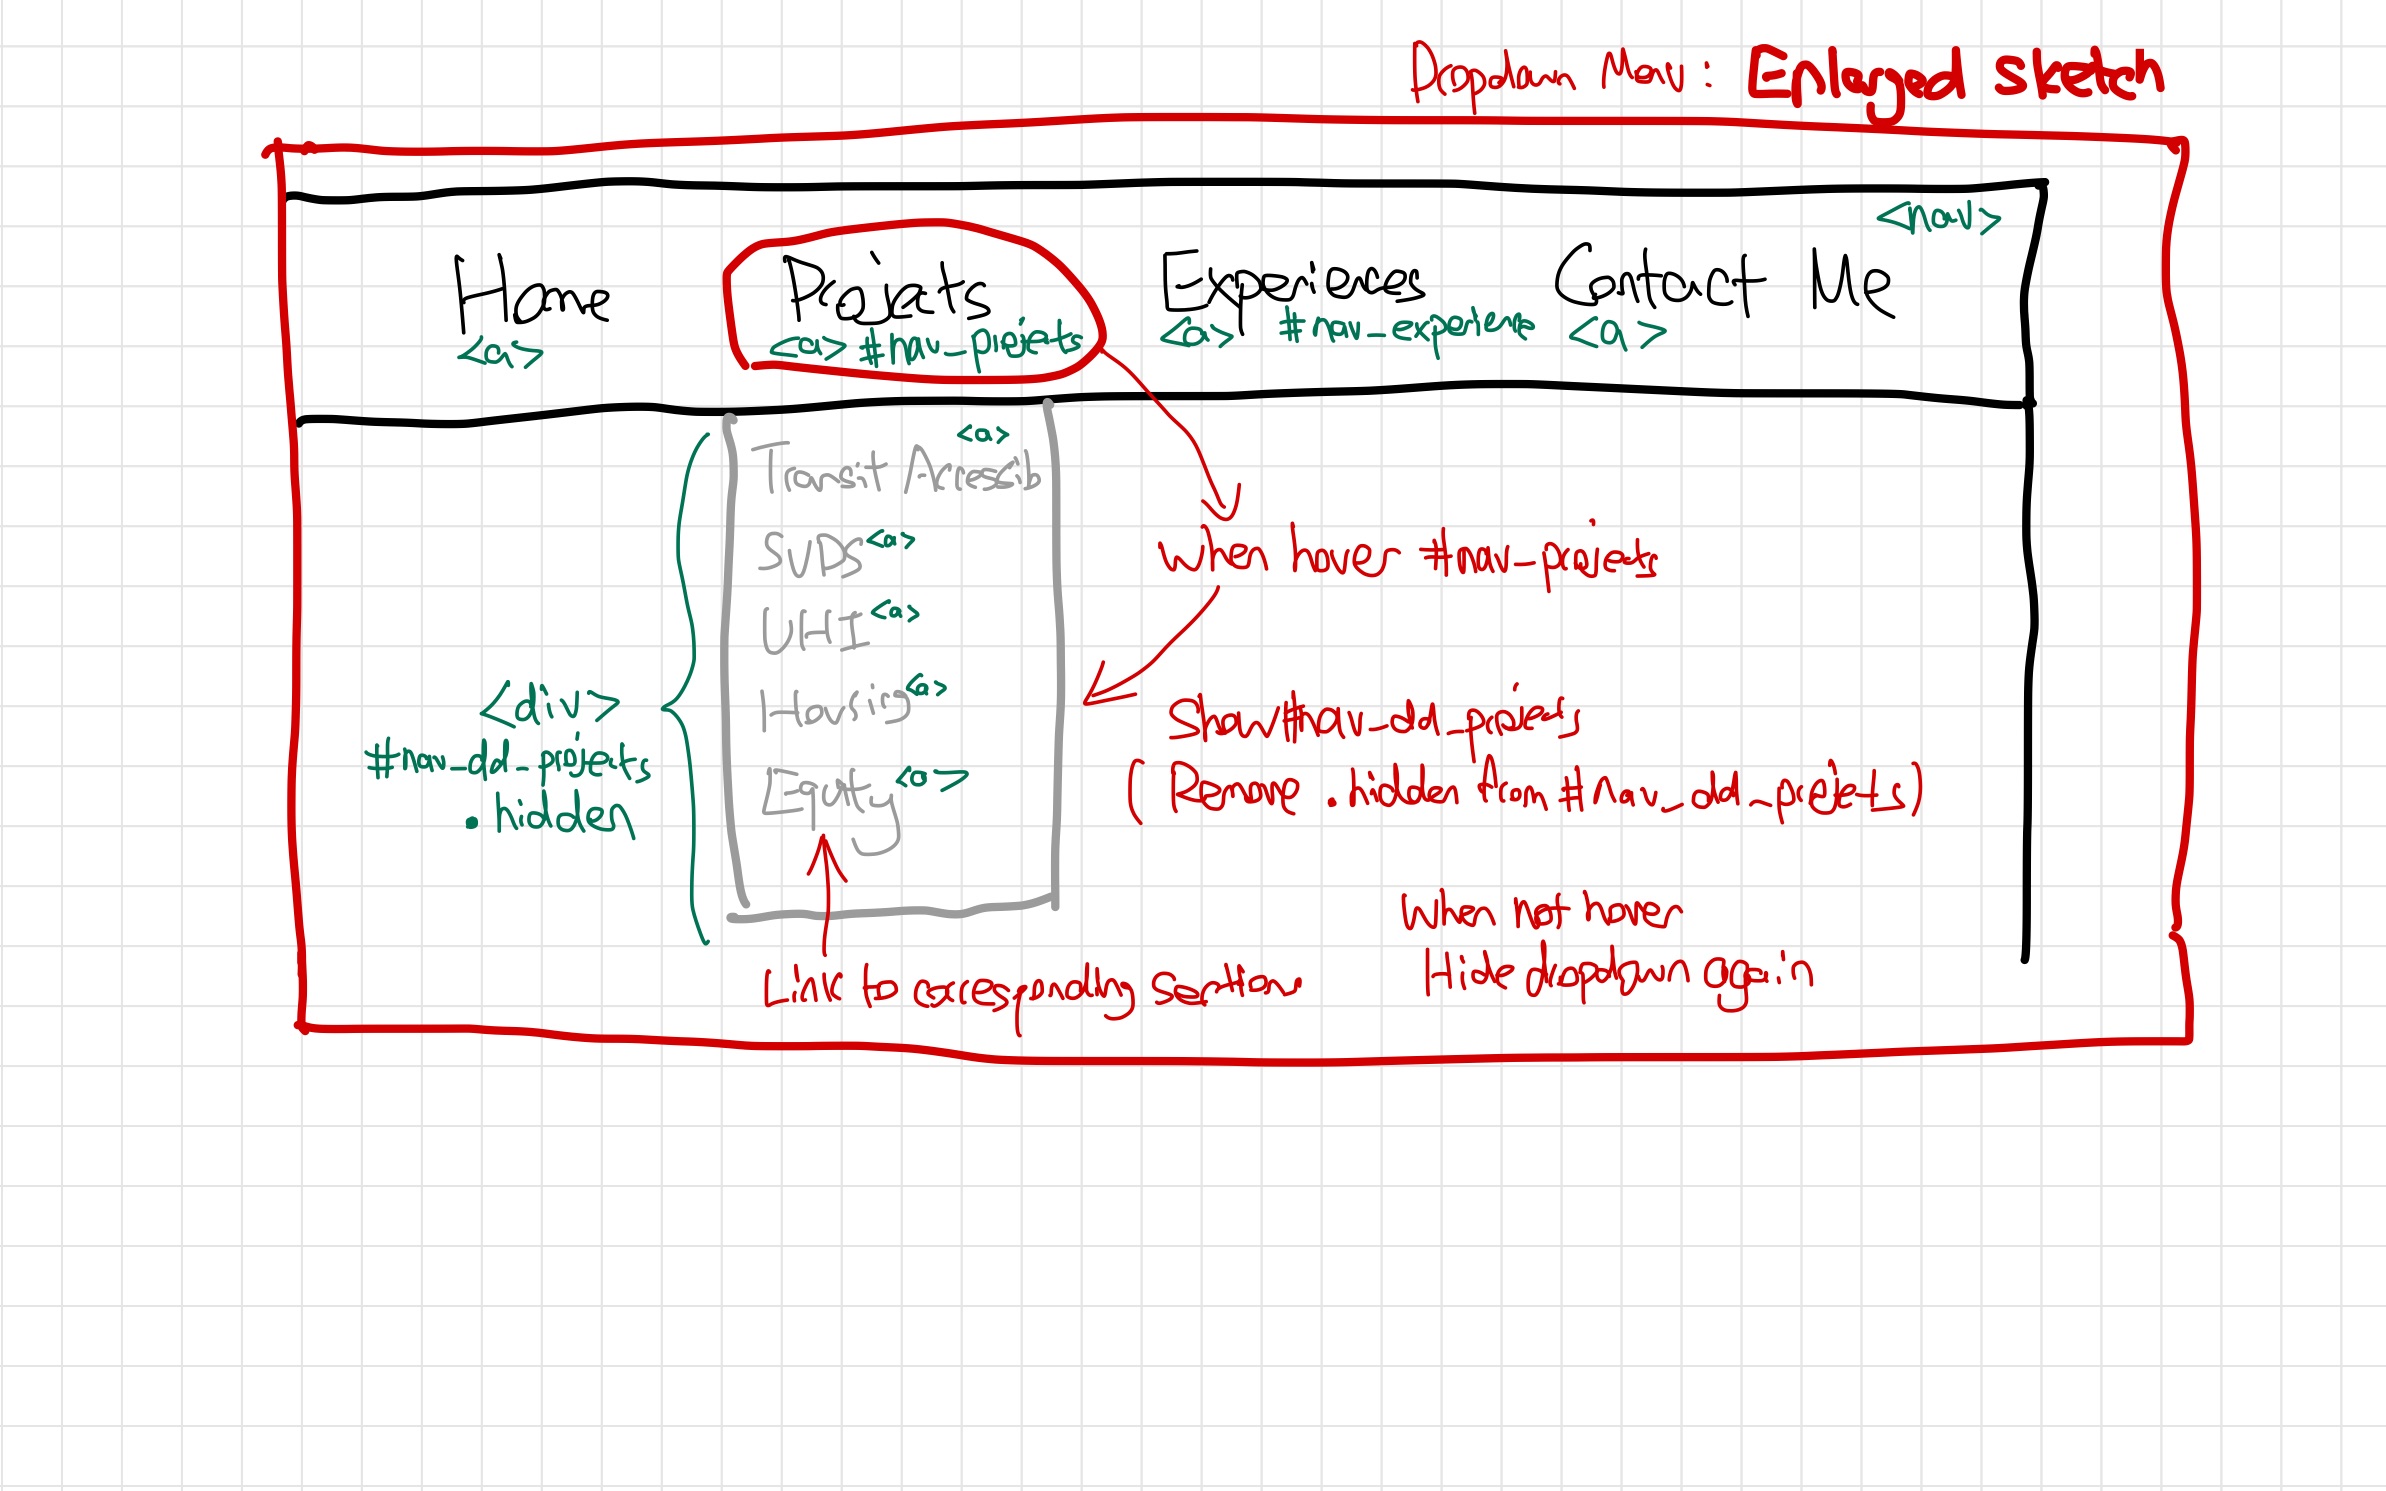 Dropdown Menu: Enlarged sketch
<nav>
Home Projects Experiences Contact Me
<a> <a> #nav_projects <a> #nav_experience <a>
<a>
Transit Accessib
SVDS <a>
UHI <a>
Housing <a>
Equity <a>
<div>
#nav_dd_projects
.hidden
When hover #nav_projects
Show #nav_dd_projects
(Remove .hidden from #nav_dd_projects)
When not hover
Hide dropdown again
Link to corresponding section